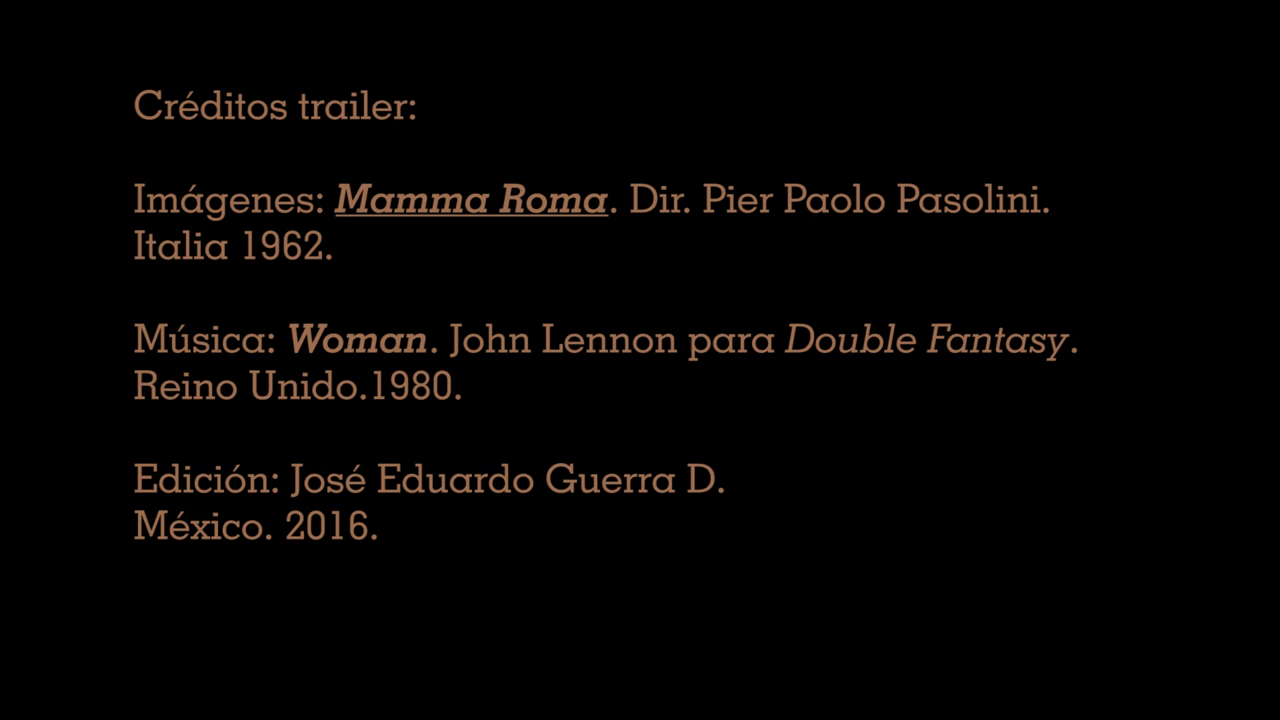 Créditos trailer:
Imágenes: Mamma Roma. Dir. Pier Paolo Pasolini.
Italia 1962.
Música: Woman. John Lennon para Double Fantasy.
Reino Unido.1980.
Edición: José Eduardo Guerra D.
México. 2016.